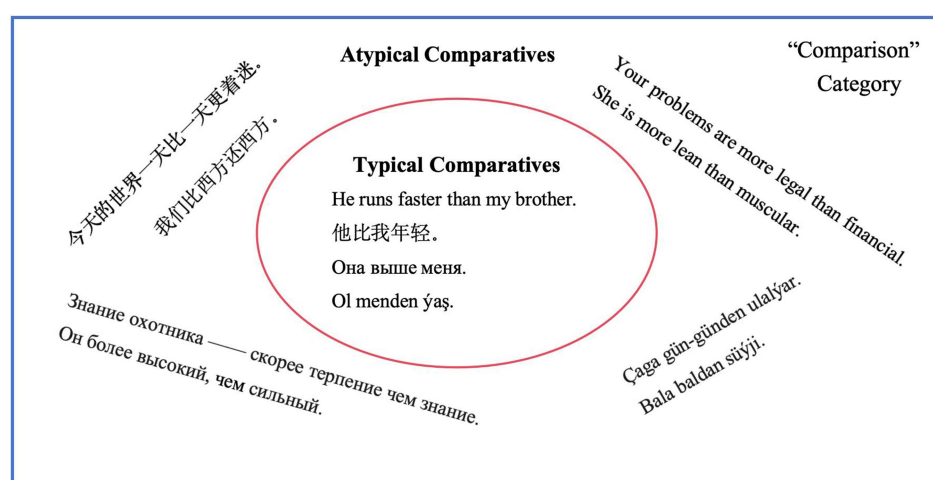 Atypical Comparatives
“Comparison”
Category
今天的世界一天比一天更着迷。
我们比西方还西方。
Your problems are more legal than financial.
She is more lean than muscular.
Typical Comparatives
He runs faster than my brother.
他比我年轻。
Она выше меня.
Ol menden ýaş.
Знание охотника —— скорее терпение чем знание.
Он более высокий, чем сильный.
Çaga gün-günden ulalýar.
Bala baldan süýji.